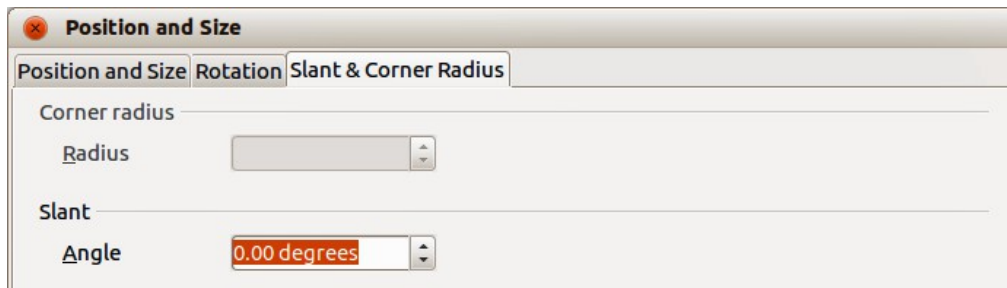 Position and Size
Position and Size Rotation Slant & Corner Radius
Corner radius
Radius
Slant
Angle 0.00 degrees